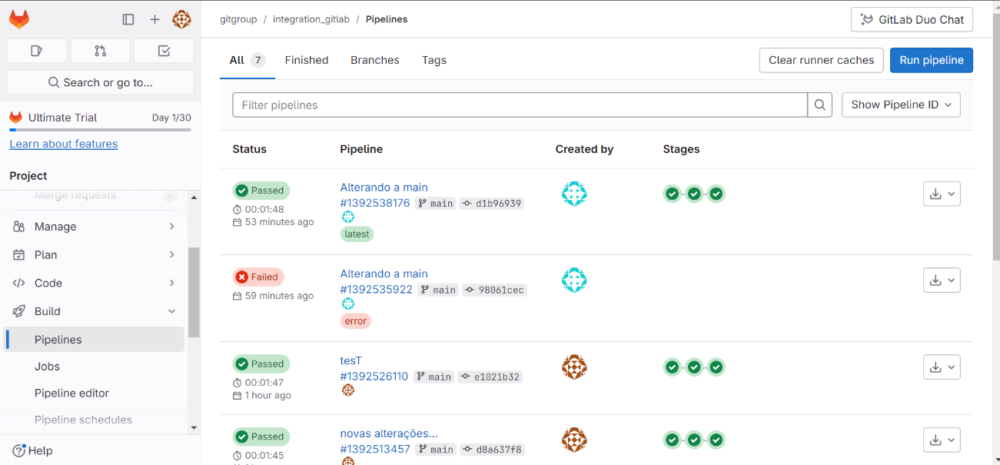 gitgroup / integration_gitlab / Pipelines
GitLab Duo Chat
Search or go to...
Ultimate Trial Day 1/30
Learn about features
Project
Merge requests 0
Manage
Plan
Code
Build
Pipelines
Jobs
Pipeline editor
Pipeline schedules
Help
All 7 Finished Branches Tags
Clear runner caches Run pipeline
Filter pipelines Show Pipeline ID
Status Pipeline Created by Stages
Passed
00:01:48
53 minutes ago
Alterando a main
#1392538176 main d1b96939
latest
Failed
59 minutes ago
Alterando a main
#1392535922 main 98061cec
error
Passed
00:01:47
1 hour ago
tesT
#1392526110 main e1021b32
Passed
00:01:45
novas alterações...
#1392513457 main d8a637f8